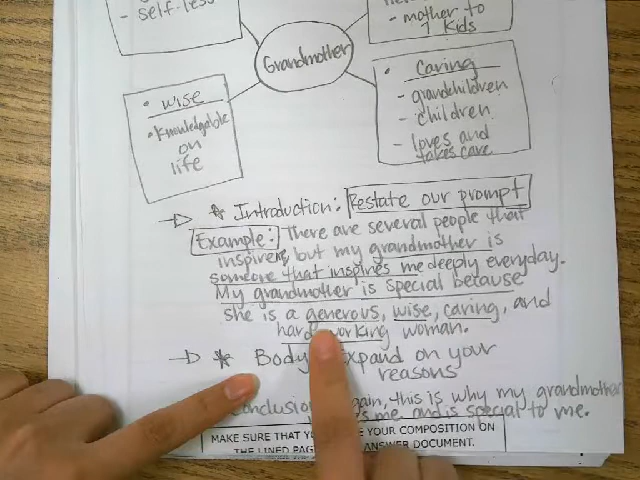 - self-less
- mother to
7 kids
Grandmother
• wise
• Knowledgable
on
life
• caring
- grandchildren
- children
- loves and
takes care
* Introduction: Restate our prompt
Example: There are several people that
inspire me, but my grandmother is
someone that inspires me deeply everyday.
My grandmother is special because
she is a generous, wise, caring, and
hard working woman.
* Body Expand on your
reasons
Conclusion gain, this is why my grandmother
me and is special to me.
MAKE SURE THAT YOUR COMPOSITION ON
THE LINED ANSWER DOCUMENT.